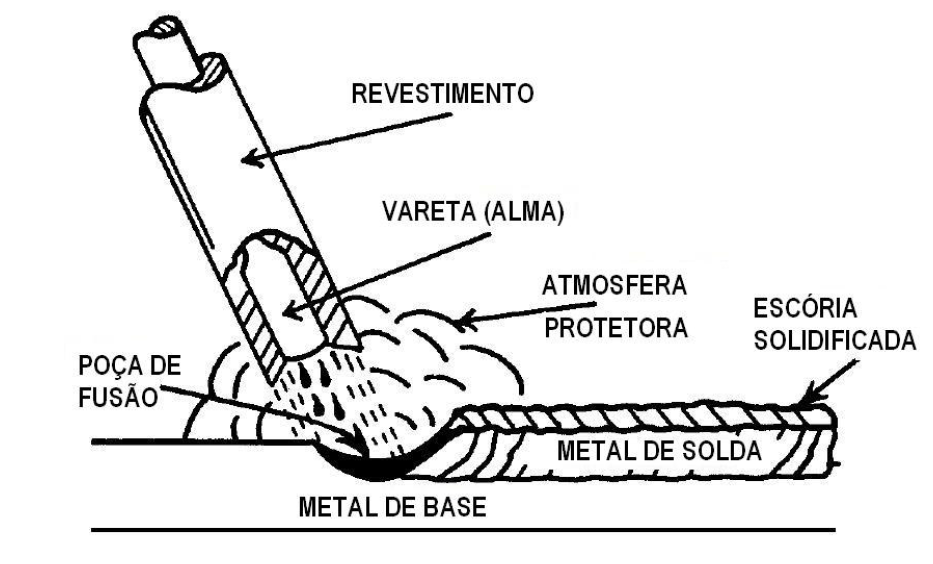 REVESTIMENTO
VARETA (ALMA)
ATMOSFERA
PROTETORA
ESCÓRIA
SOLIDIFICADA
POÇA DE
FUSÃO
METAL DE SOLDA
METAL DE BASE